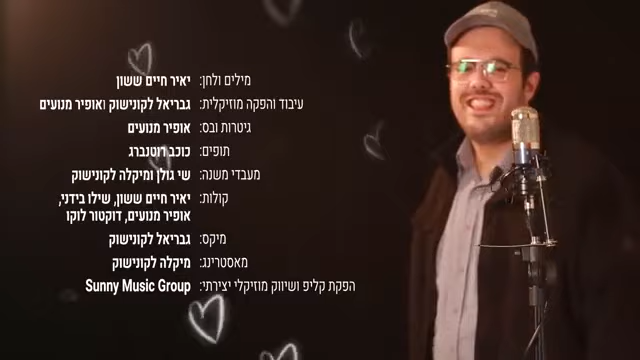 מילים ולחן: יאיר חיים ששון
עיבוד והפקה מוזיקלית: גבריאל לקונישוק ואופיר מנועים
גיטרות ובס: אופיר מנועים
תופים: כוכב רוטנברג
מעבדי משנה: שי גולן ומיקלה לקונישוק
קולות: יאיר חיים ששון, שילו בידני,
אופיר מנועים, דוקטור לוקו
מיקס: גבריאל לקונישוק
מאסטרינג: מיקלה לקונישוק
הפקת קליפ ושיווק מוזיקלי יצירתי: Sunny Music Group